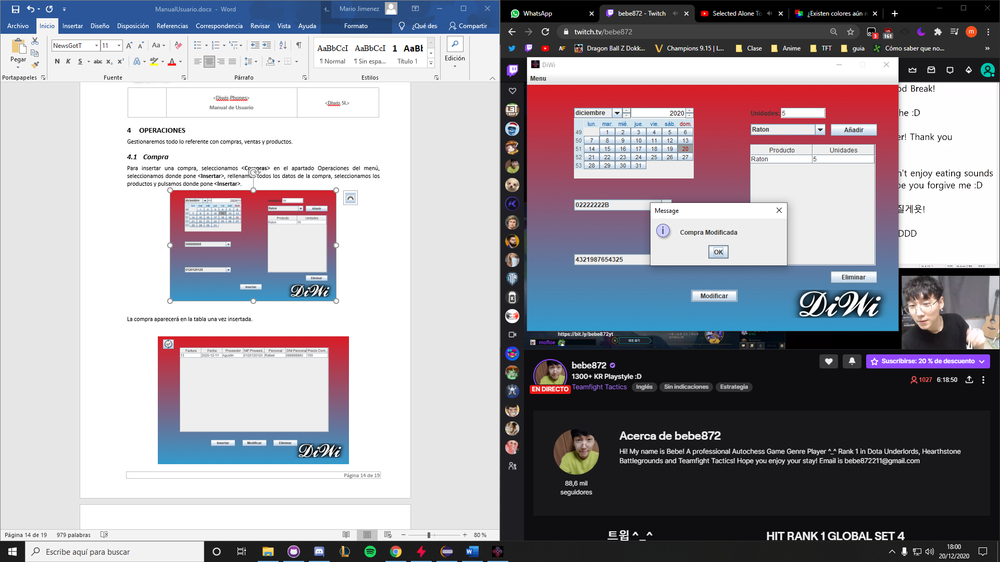 ManualUsuario.docx - Word
Mario Jimenez
Archivo Inicio Insertar Diseño Disposición Referencias Correspondencia Revisar Vista Ayuda Formato ¿Qué des Compartir
Pegar
NewsGotT 11
N K S abc x₂ x²
AaBbCcI AaBbCcI 1 AaBb
¶ Normal ¶ Sin espa... Título 1
Edición
Portapapeles Fuente Párrafo Estilos
<Diwis Phones>
Manual de Usuario
<Diwis SL>
4 OPERACIONES
Gestionaremos todo lo referente con compras, ventas y productos.
4.1 Compra
Para insertar una compra, seleccionamos <Compras> en el apartado Operaciones del menú,
seleccionamos donde pone <Insertar>, rellenamos todos los datos de la compra, seleccionamos los
productos y pulsamos donde pone <Insertar>.
diciembre 2020
Unidades: 10
Raton Añadir
Producto Unidades
Raton 10
08888888X
012012012X
Eliminar
Insertar
DiWi
La compra aparecerá en la tabla una vez insertada.
Factura Fecha Proveedor NIF Proveed... Personal DNI Personal Precio Com...
13 2020-12-11 Agustin 012012012X Rafael 08888888X 150
Insertar Modificar Eliminar
DiWi
Página 14 de 19
Página 14 de 19 979 palabras
80 %
WhatsApp
bebe872 - Twitch
Selected Alone To
¿Existen colores aún n
twitch.tv/bebe872
3
161
m
Dragon Ball Z Dokk...
Champions 9.15 | L...
Clase
Anime
TFT
guia
Cómo saber que no...
DiWi
Menu
diciembre 2020
lun. mar. mié. jue. vie. sáb. dom.
49 1 2 3 4 5 6
50 7 8 9 10 11 12 13
51 14 15 16 17 18 19 20
52 21 22 23 24 25 26 27
53 28 29 30 31
Unidades: 5
Raton Añadir
Producto Unidades
Raton 5
02222222B
4321987654325
Message
Compra Modificada
OK
Eliminar
Modificar
DiWi
od Break!
he :D
er! Thank you
n't enjoy eating sounds
pe you forgive me :D
질게욧!
DDD
https://bit.ly/bebe872yt
mofloe
bebe872
1300+ KR Playstyle :D
EN DIRECTO
Teamfight Tactics Inglés Sin indicaciones Estrategia
Suscribirse: 20 % de descuento
1027 6:18:50
Acerca de bebe872
Hi! My name is Bebe! A professional Autochess Game Genre Player ^_^ Rank 1 in Dota Underlords, Hearthstone
Battlegrounds and Teamfight Tactics! Hope you enjoy your stay! Email is bebe872211@gmail.com
88,6 mil
seguidores
트윕 ^_^
HIT RANK 1 GLOBAL SET 4
Escribe aquí para buscar
18:00
20/12/2020